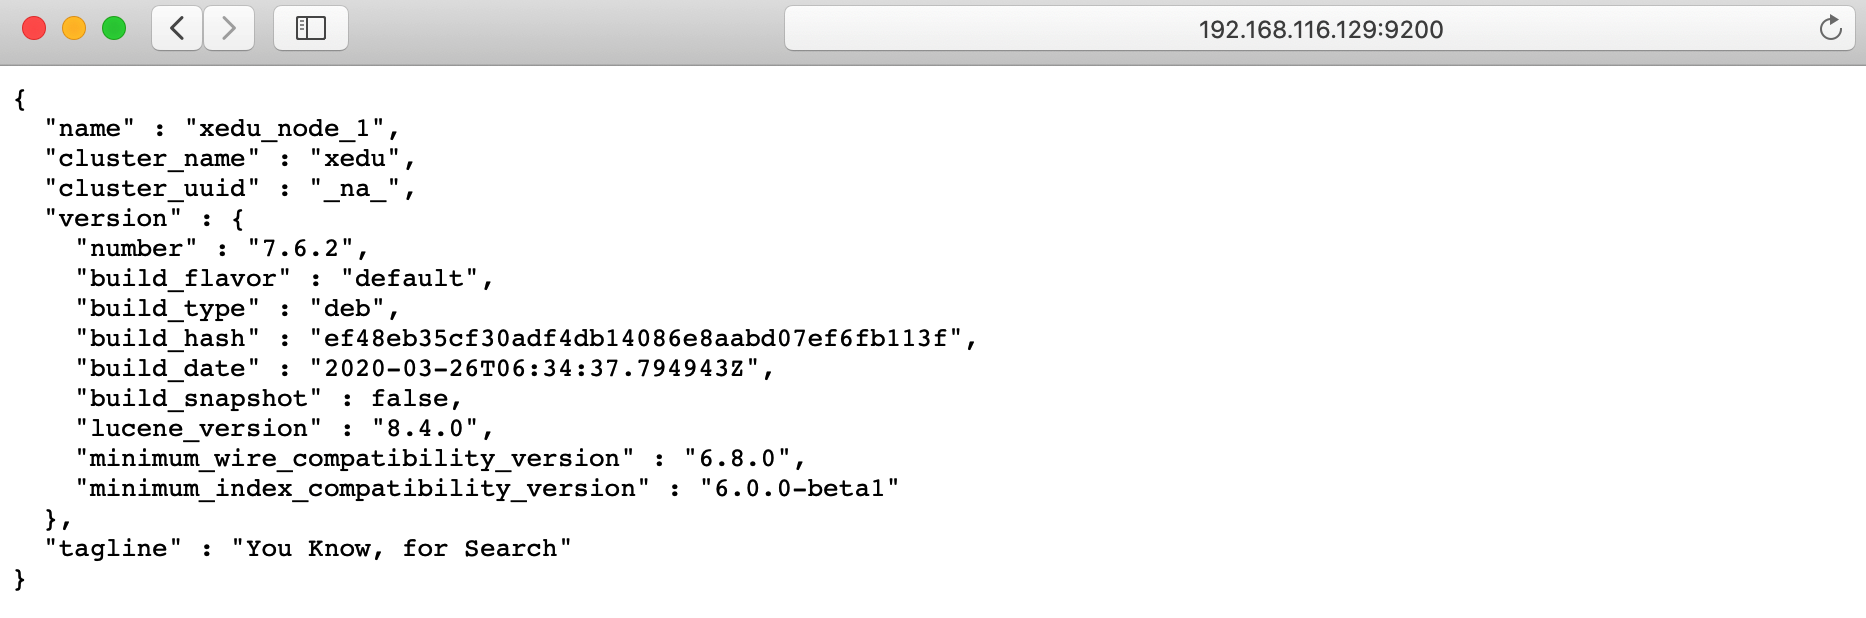 192.168.116.129:9200
{
"name" : "xedu_node_1",
"cluster_name" : "xedu",
"cluster_uuid" : "_na_",
"version" : {
"number" : "7.6.2",
"build_flavor" : "default",
"build_type" : "deb",
"build_hash" : "ef48eb35cf30adf4db14086e8aabd07ef6fb113f",
"build_date" : "2020-03-26T06:34:37.794943Z",
"build_snapshot" : false,
"lucene_version" : "8.4.0",
"minimum_wire_compatibility_version" : "6.8.0",
"minimum_index_compatibility_version" : "6.0.0-beta1"
},
"tagline" : "You Know, for Search"
}